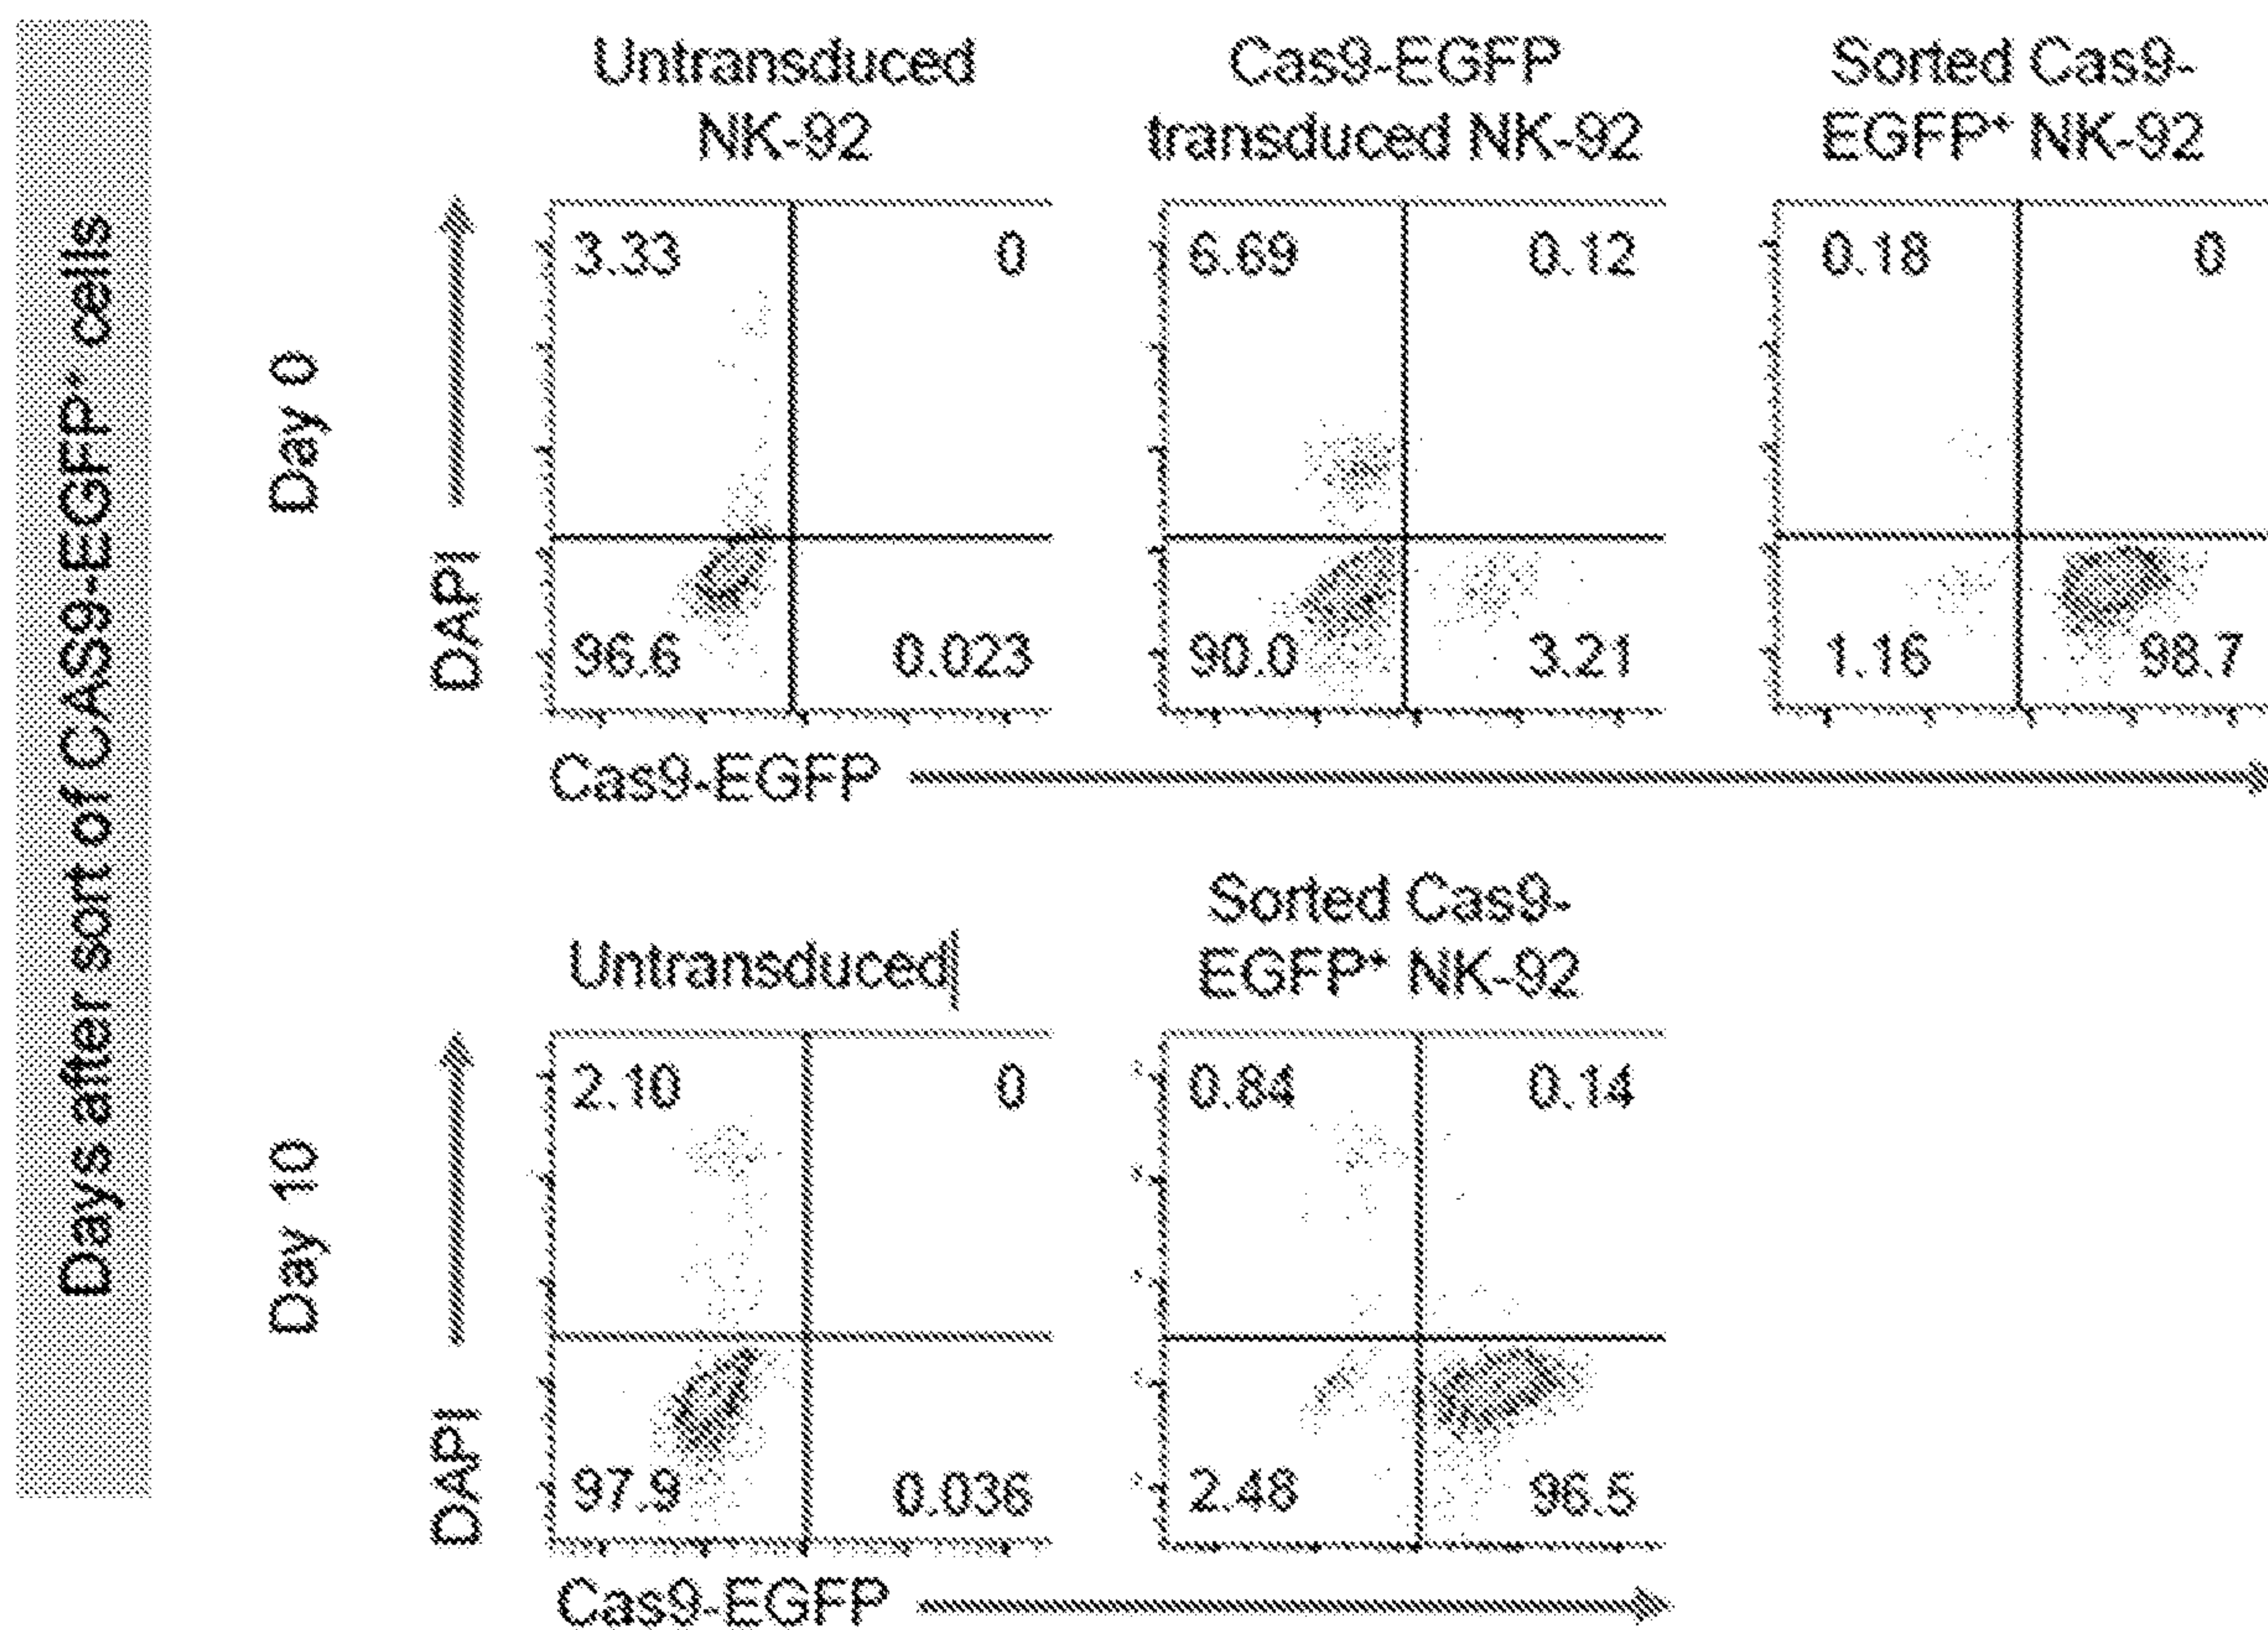 Days after sort of CAS9-EGFP⁺ cells
Day 0
Untransduced
NK-92
Cas9-EGFP
transduced NK-92
Sorted Cas9-
EGFP⁺ NK-92
DAPI
3.33
0
96.6
0.023
6.69
0.12
90.0
3.21
0.18
0
1.16
98.7
Cas9-EGFP
Day 10
Untransduced
Sorted Cas9-
EGFP⁺ NK-92
DAPI
2.10
0
97.9
0.036
0.84
0.14
2.48
96.5
Cas9-EGFP